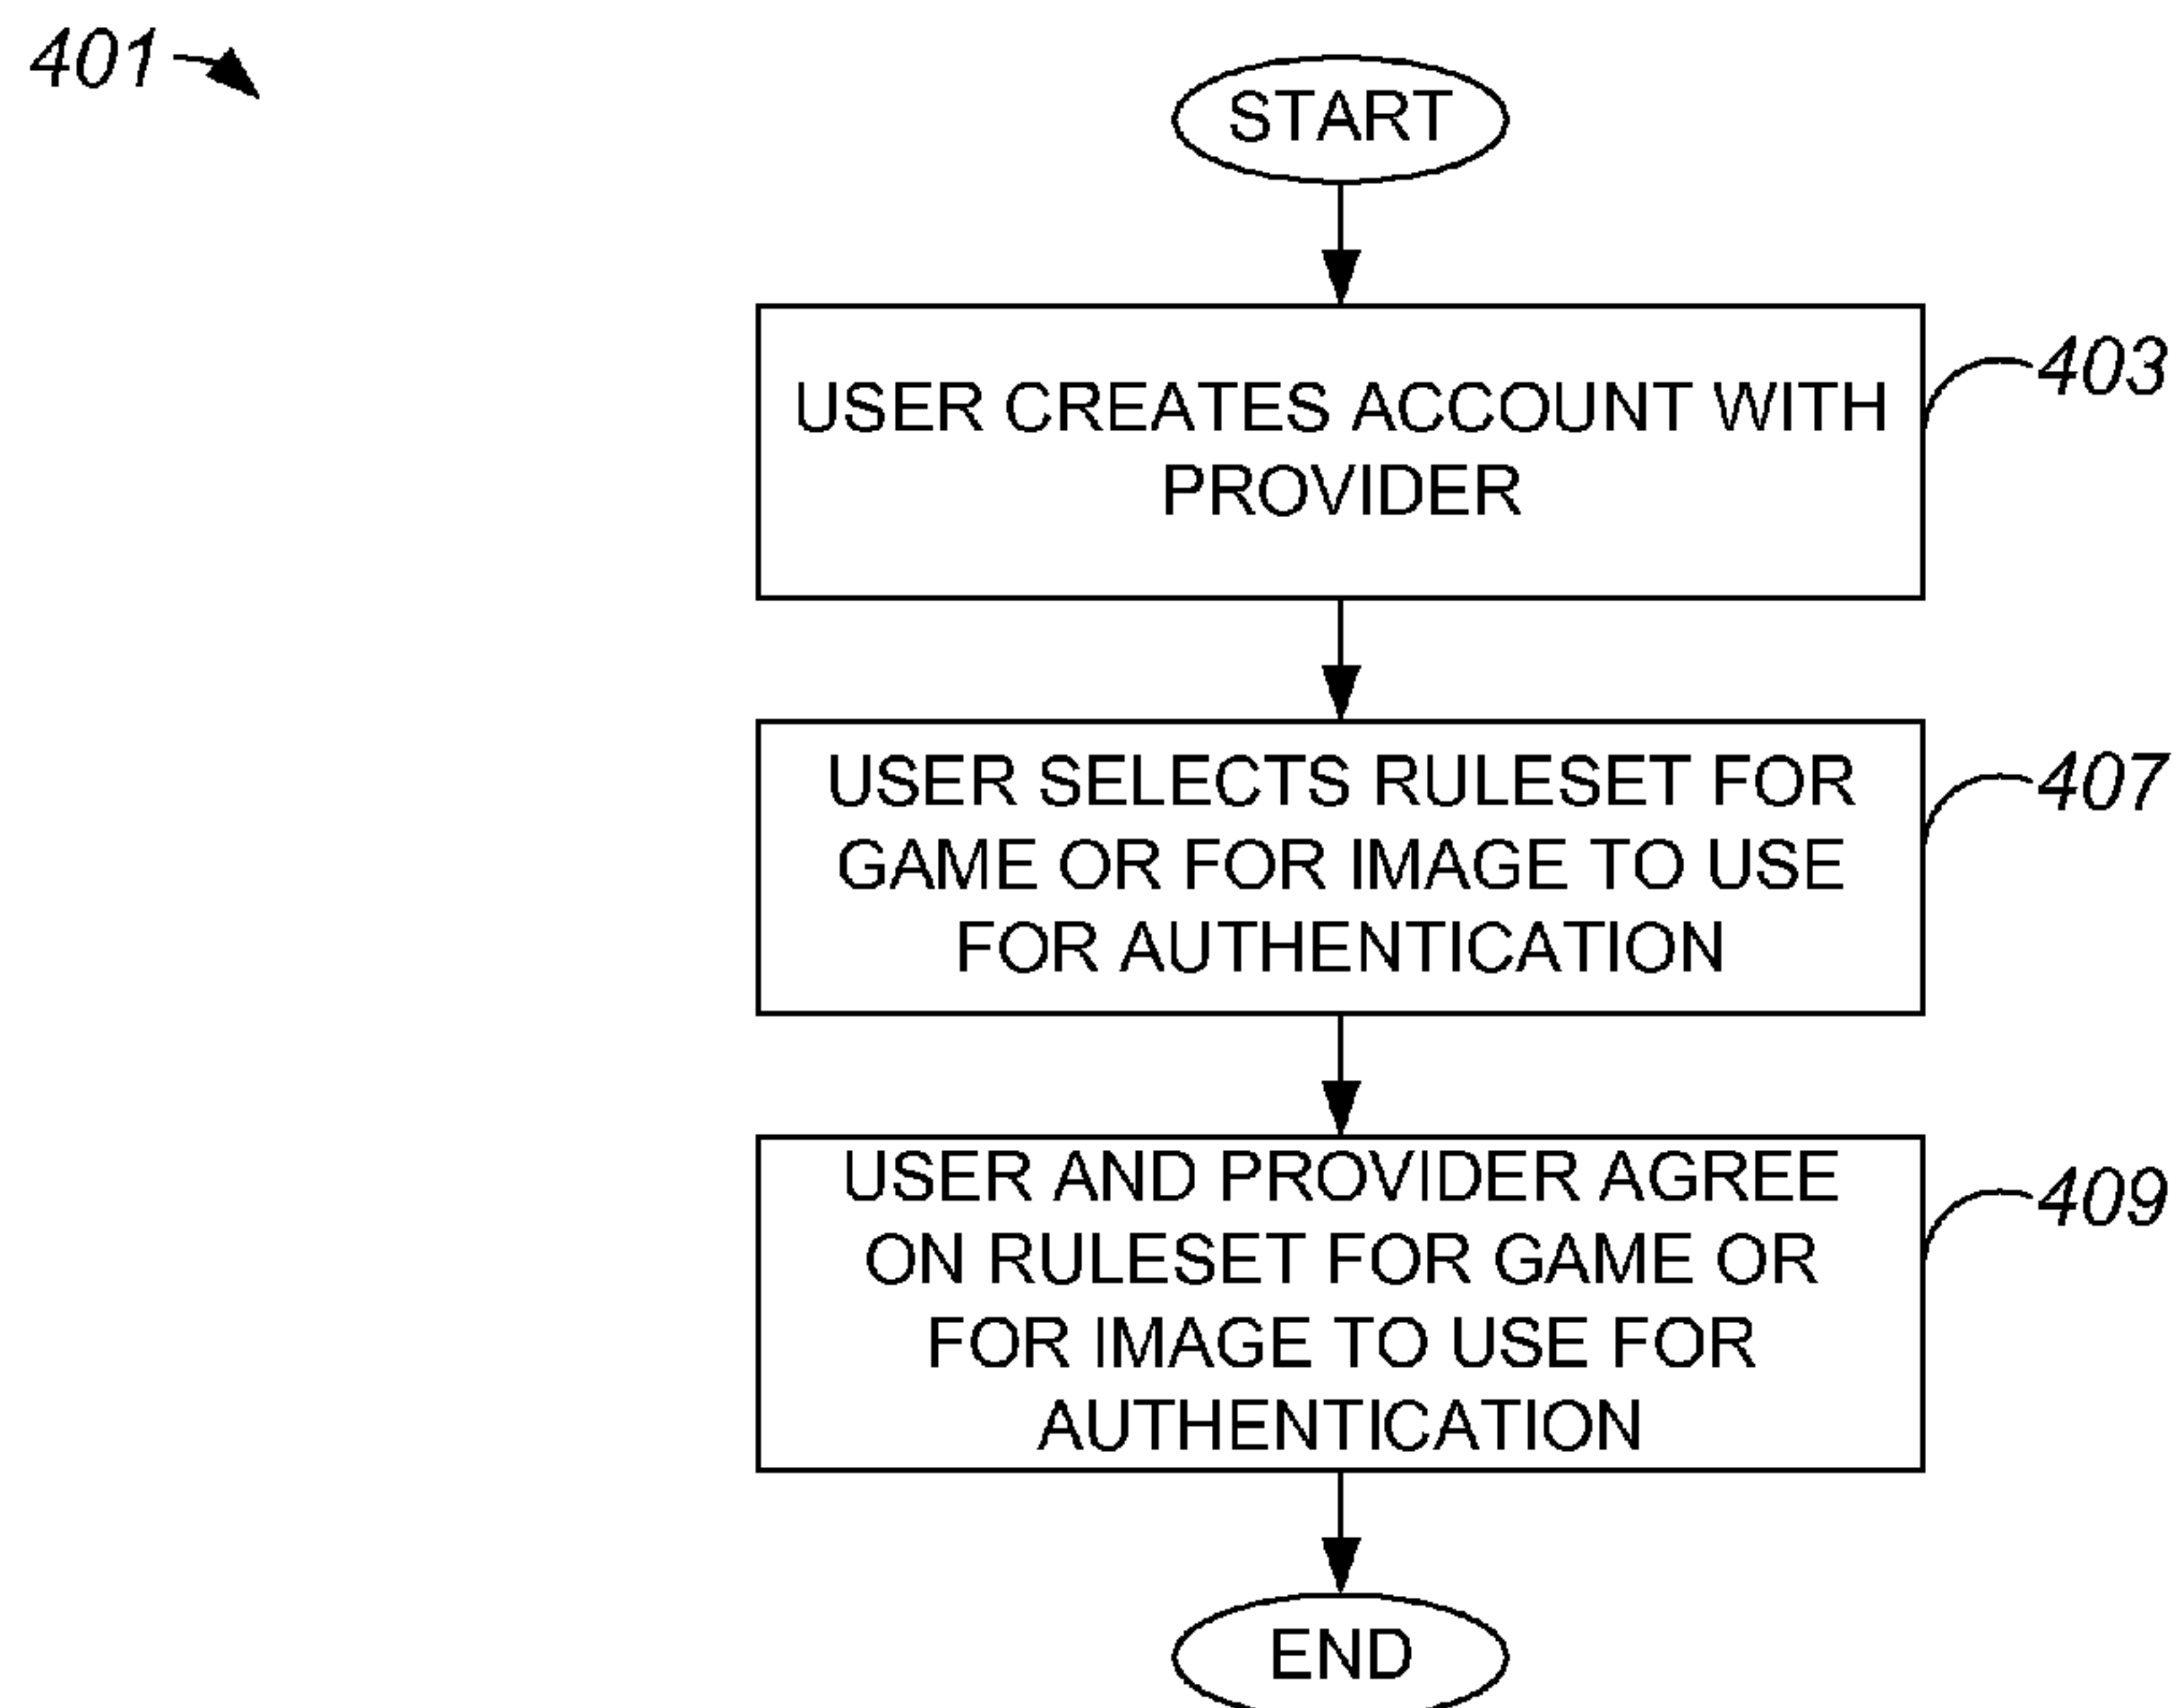 401
START
USER CREATES ACCOUNT WITH
PROVIDER
403
USER SELECTS RULESET FOR
GAME OR FOR IMAGE TO USE
FOR AUTHENTICATION
407
USER AND PROVIDER AGREE
ON RULESET FOR GAME OR
FOR IMAGE TO USE FOR
AUTHENTICATION
409
END